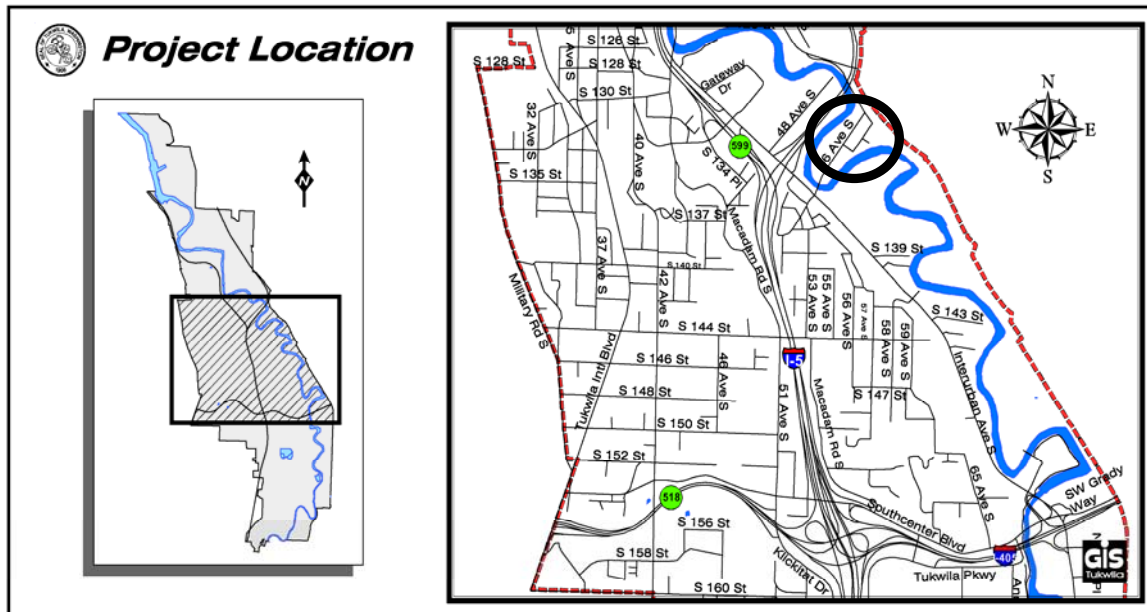 Project Location
N
N
W E
S
S 126 St
S 128 St
S 128 St
S 130 St
Gateway
Dr
48 Ave S
6 Ave S
32 Ave S
5 Ave S
40 Ave S
599
S 134 Pl
S 135 St
S 137 St
Macadam Rd S
S 139 St
37 Ave S
S 140 St
42 Ave S
Military Rd S
55 Ave S
53 Ave S
56 Ave S
57 Ave S
58 Ave S
59 Ave S
S 143 St
S 144 St
I-5
S 146 St
46 Ave S
S 147 St
S 148 St
Tukwila Intl Blvd
51 Ave S
Macadam Rd S
Interurban Ave S
S 150 St
S 152 St
65 Ave S
SW Grady
Way
518
Southcenter Blvd
S 156 St
S 158 St
Klickitat Dr
Tukwila Pkwy
S 160 St
GIS
Tukwila